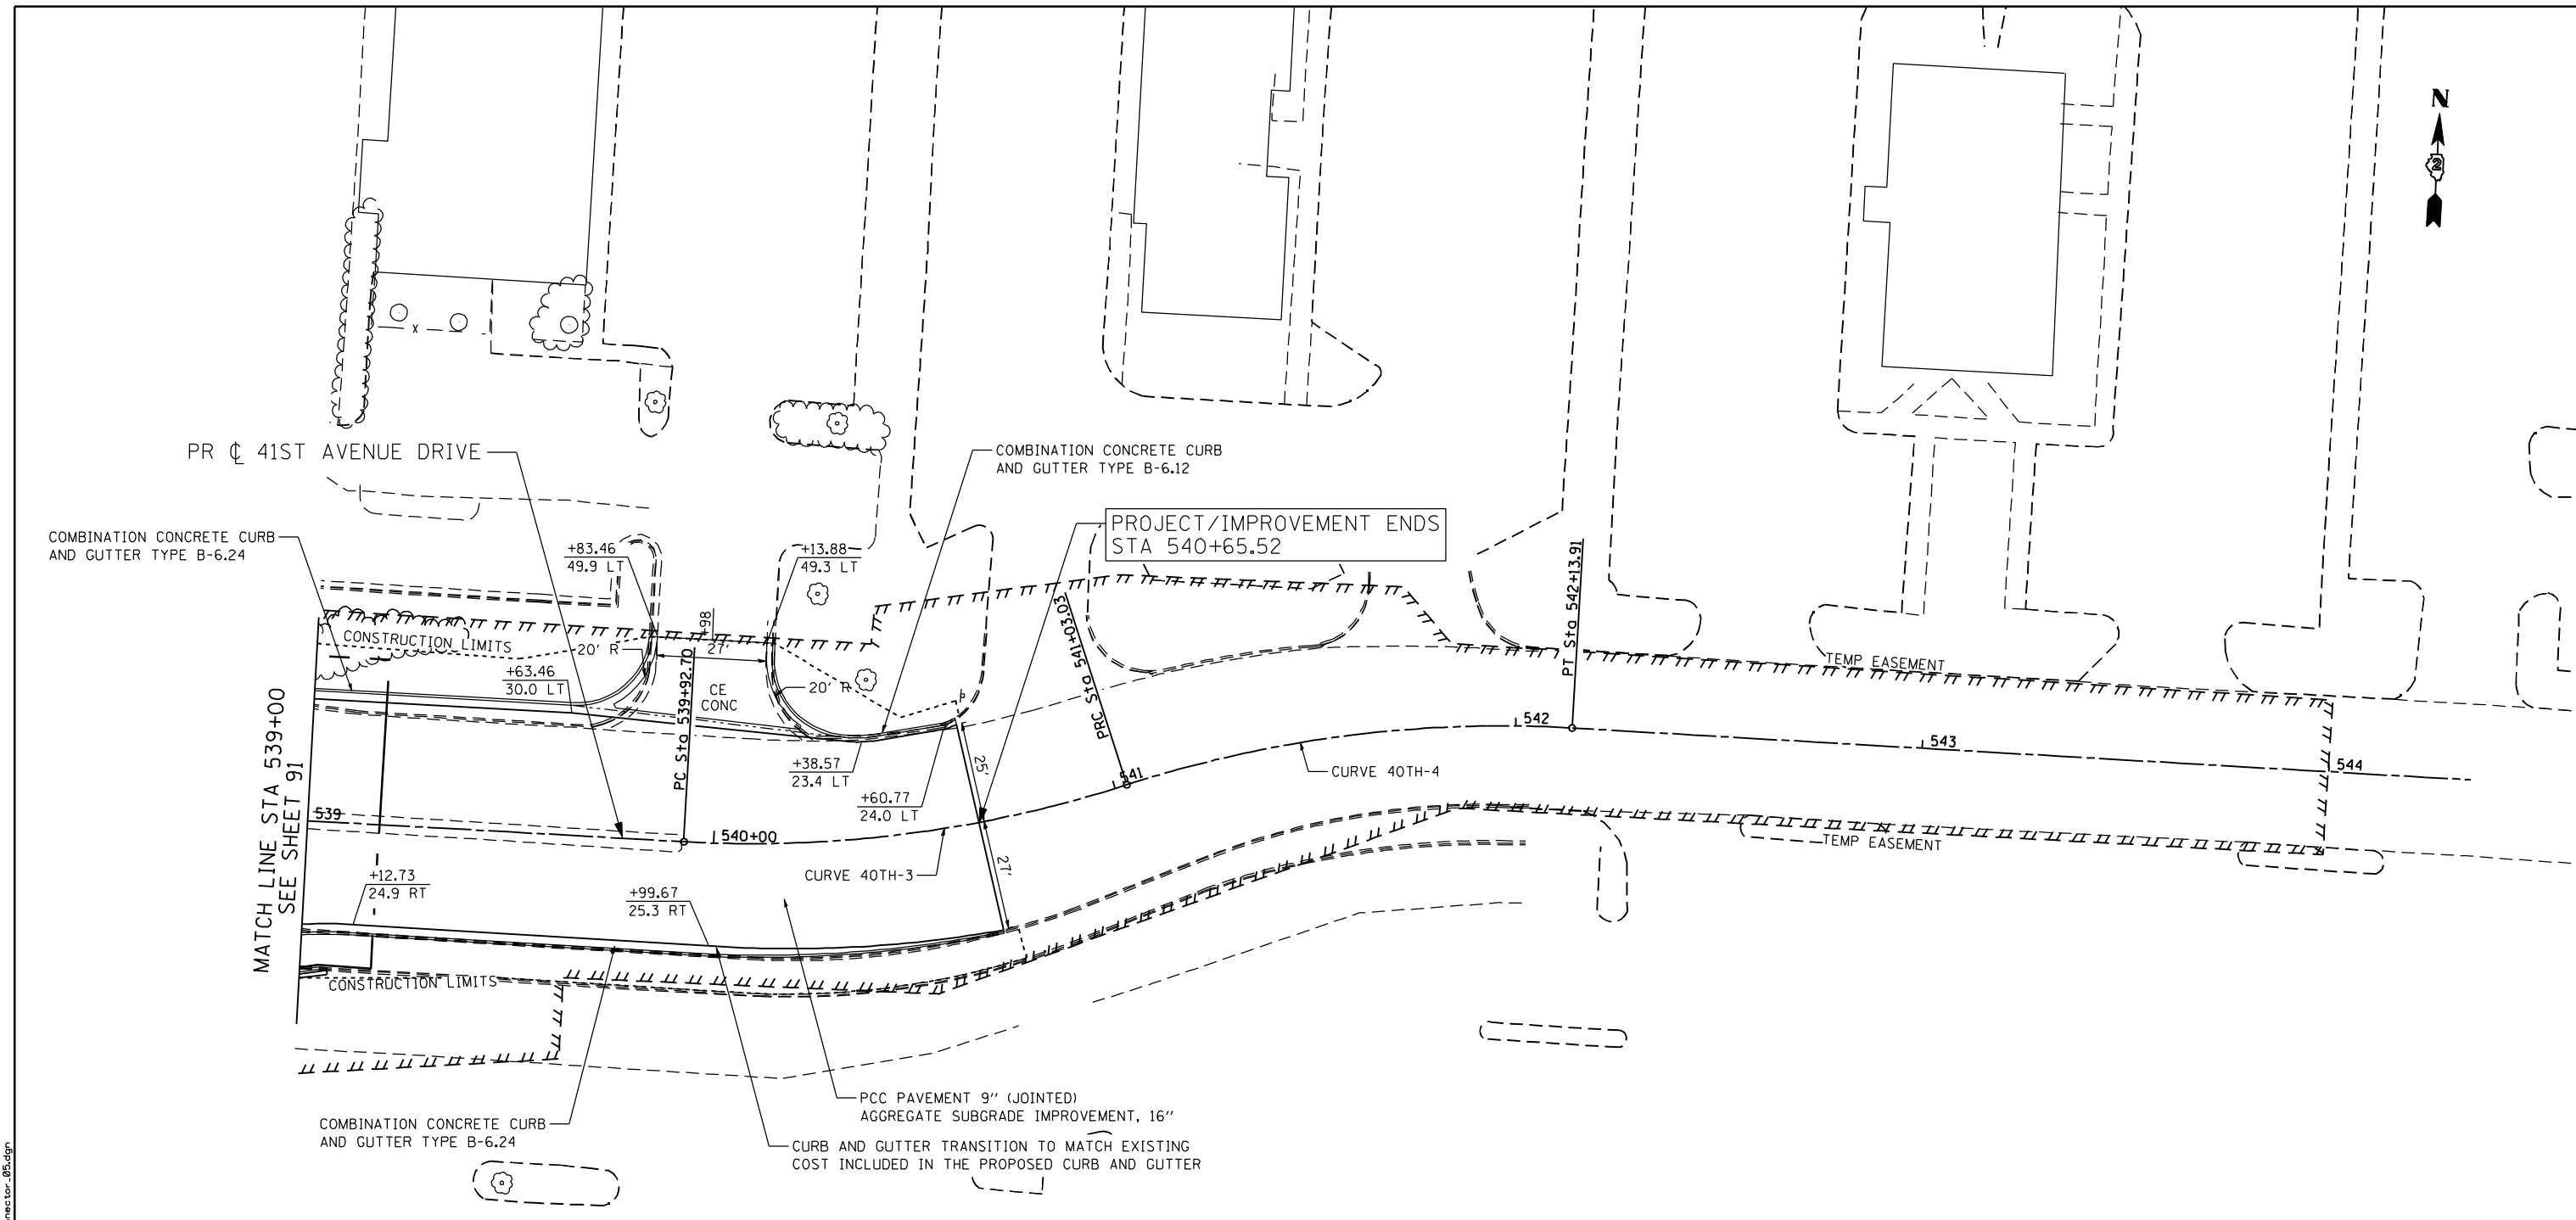 N
2
PR ℄ 41ST AVENUE DRIVE
COMBINATION CONCRETE CURB
AND GUTTER TYPE B-6.12
PROJECT/IMPROVEMENT ENDS
STA 540+65.52
COMBINATION CONCRETE CURB
AND GUTTER TYPE B-6.24
+83.46
49.9 LT
+13.88
49.3 LT
+98
27'
20' R
CONSTRUCTION LIMITS
+63.46
30.0 LT
CE
CONC
20' R
PC Sta 539+92.70
PRC Sta 541+03.03
PT Sta 542+13.91
TEMP EASEMENT
MATCH LINE STA 539+00
SEE SHEET 91
539
540+00
541
542
543
544
+38.57
23.4 LT
+60.77
24.0 LT
25'
27'
CURVE 40TH-4
CURVE 40TH-3
TEMP EASEMENT
+12.73
24.9 RT
+99.67
25.3 RT
CONSTRUCTION LIMITS
PCC PAVEMENT 9" (JOINTED)
AGGREGATE SUBGRADE IMPROVEMENT, 16"
COMBINATION CONCRETE CURB
AND GUTTER TYPE B-6.24
CURB AND GUTTER TRANSITION TO MATCH EXISTING
COST INCLUDED IN THE PROPOSED CURB AND GUTTER
x
nector_05.dgn